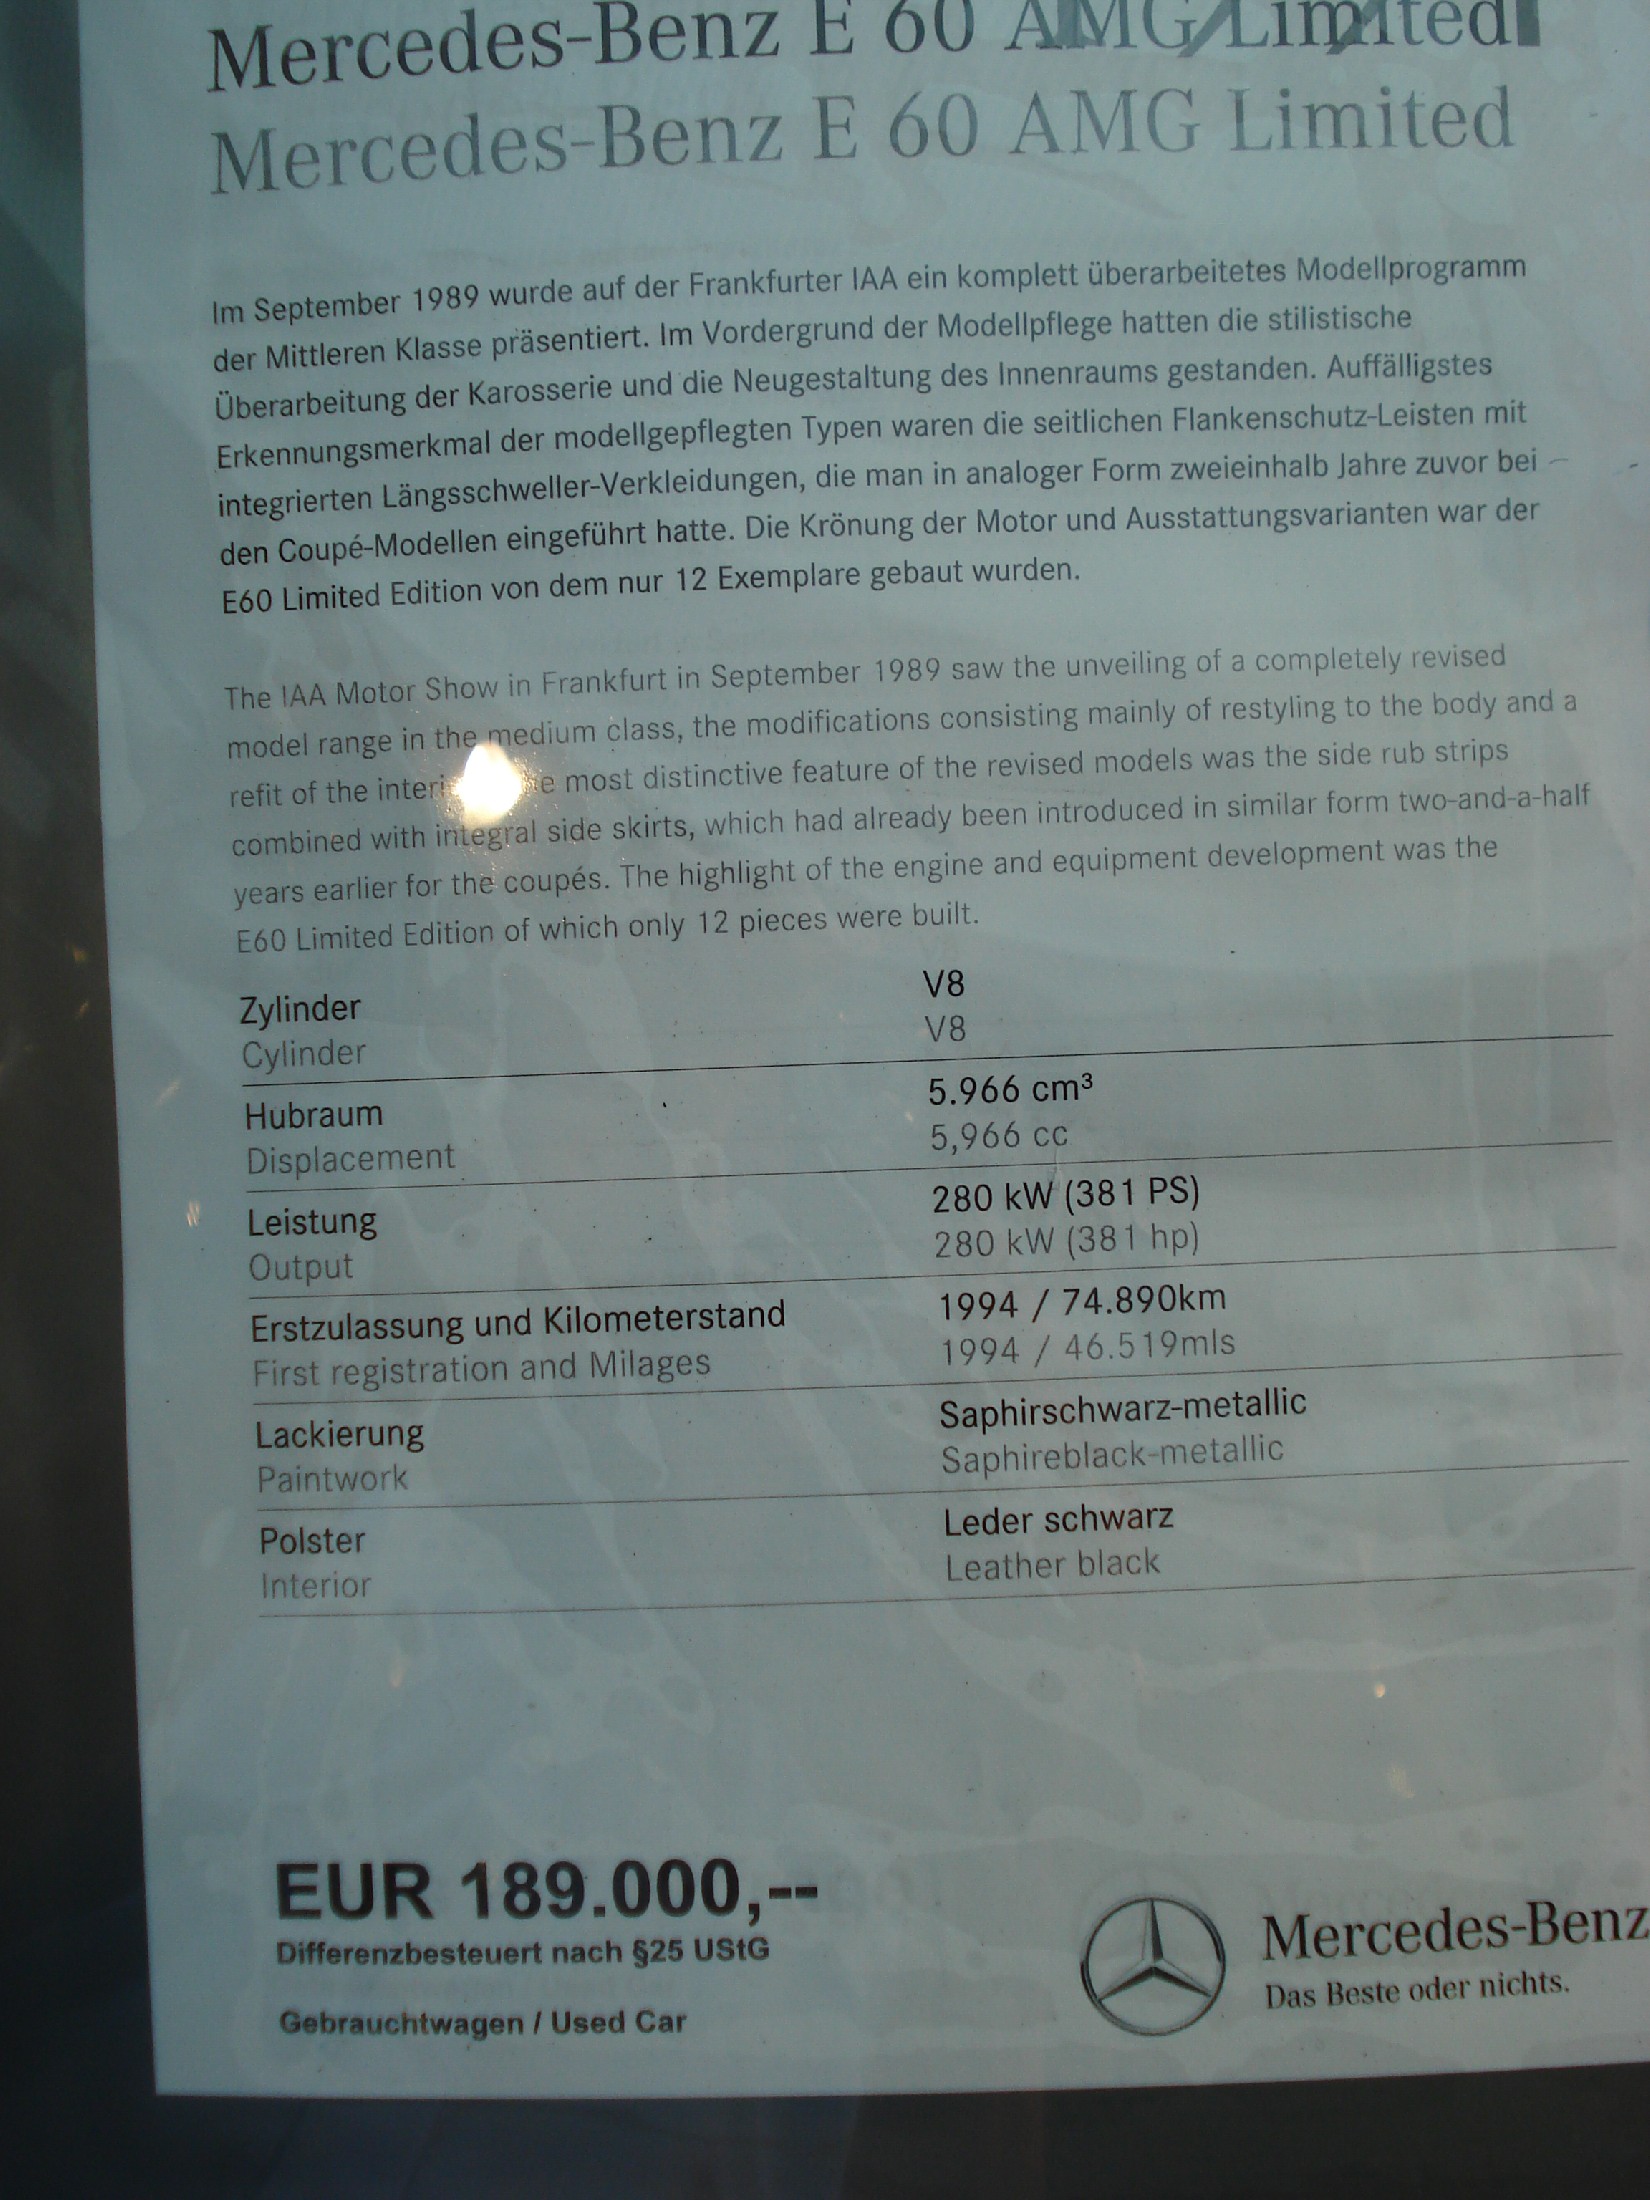 Mercedes-Benz E 60 AMG Limited
Mercedes-Benz E 60 AMG Limited
Im September 1989 wurde auf der Frankfurter IAA ein komplett überarbeitetes Modellprogramm
der Mittleren Klasse präsentiert. Im Vordergrund der Modellpflege hatten die stilistische
Überarbeitung der Karosserie und die Neugestaltung des Innenraums gestanden. Auffälligstes
Erkennungsmerkmal der modellgepflegten Typen waren die seitlichen Flankenschutz-Leisten mit
integrierten Längsschweller-Verkleidungen, die man in analoger Form zweieinhalb Jahre zuvor bei
den Coupé-Modellen eingeführt hatte. Die Krönung der Motor und Ausstattungsvarianten war der
E60 Limited Edition von dem nur 12 Exemplare gebaut wurden.
The IAA Motor Show in Frankfurt in September 1989 saw the unveiling of a completely revised
model range in the medium class, the modifications consisting mainly of restyling to the body and a
refit of the most distinctive feature of the revised models was the side rub strips
combined with integral side skirts, which had already been introduced in similar form two-and-a-half
years earlier for the coupés. The highlight of the engine and equipment development was the
E60 Limited Edition of which only 12 pieces were built.
Zylinder V8
Cylinder V8
Hubraum 5.966 cm³
Displacement 5,966 cc
Leistung 280 kW (381 PS)
Output 280 kW (381 hp)
Erstzulassung und Kilometerstand 1994 / 74.890km
First registration and Milages 1994 / 46.519mls
Lackierung Saphirschwarz-metallic
Paintwork Saphireblack-metallic
Polster Leder schwarz
Interior Leather black
EUR 189.000,--
Differenzbesteuert nach §25 UStG
Gebrauchtwagen / Used Car
Mercedes-Benz
Das Beste oder nichts.